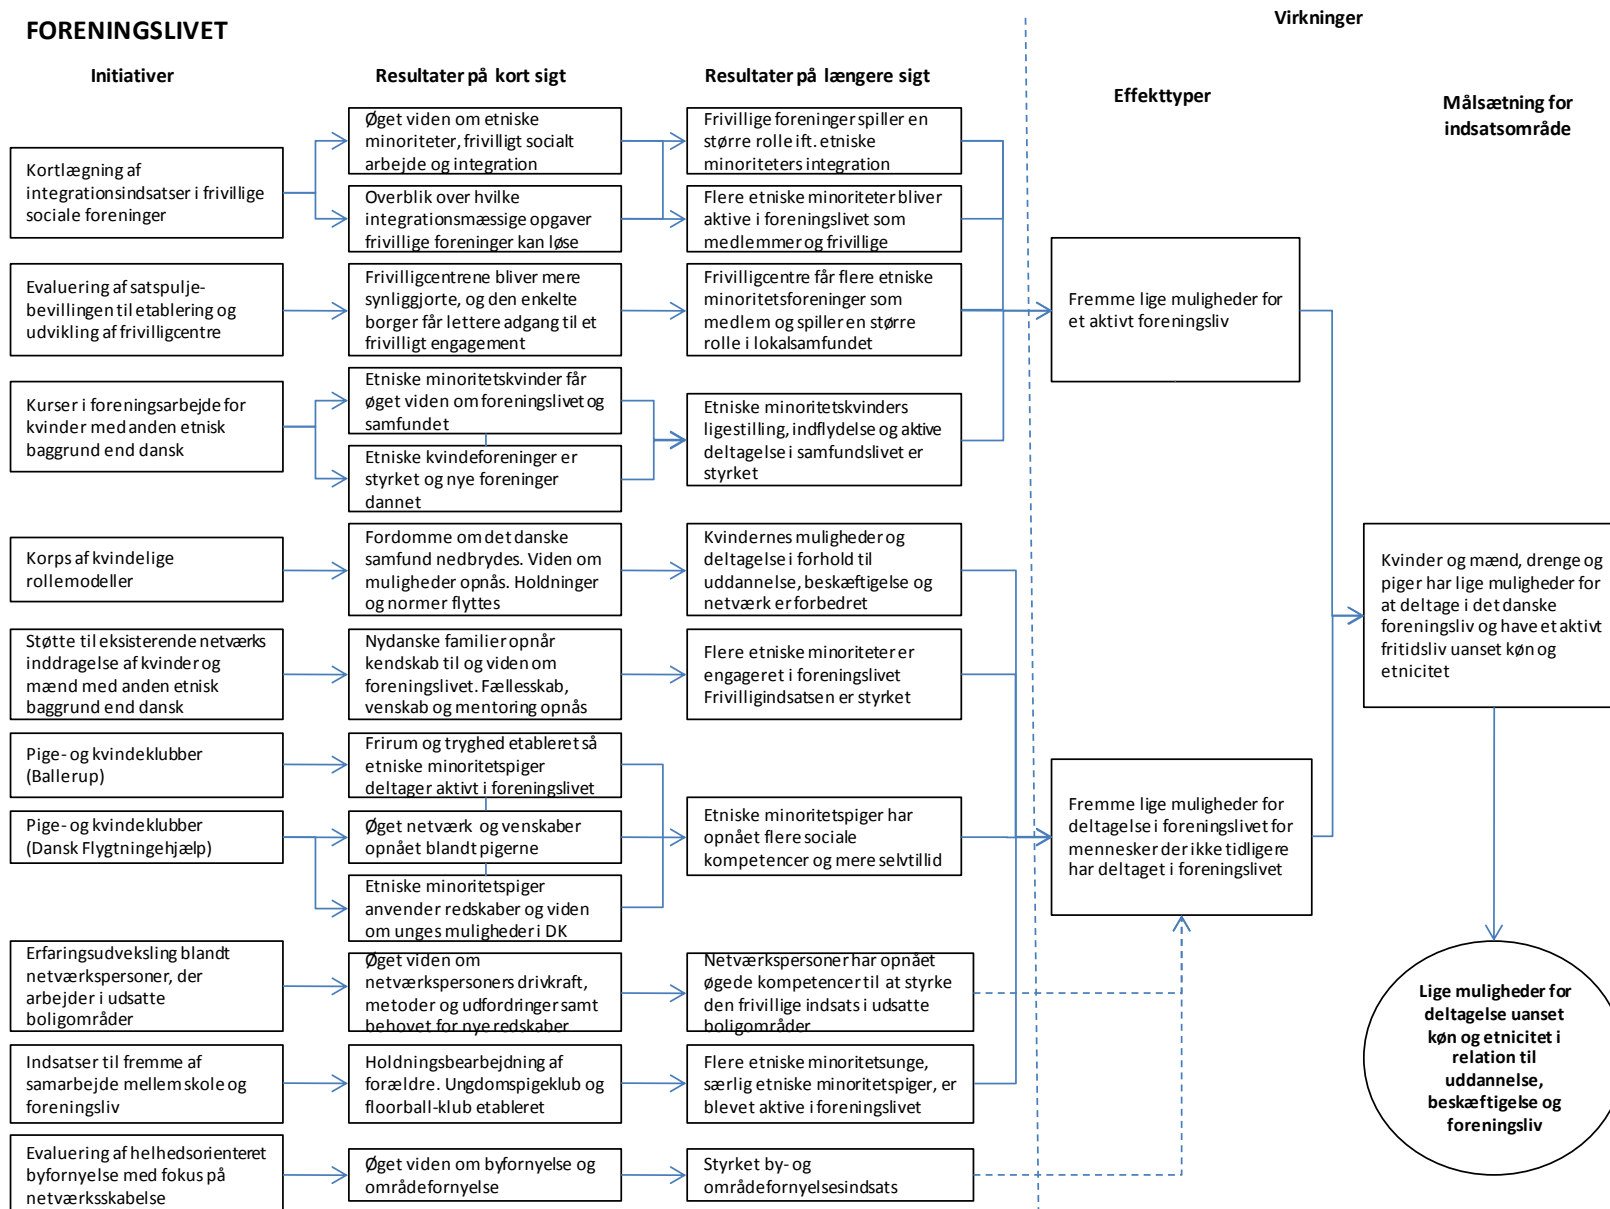 FORENINGSLIVET
Virkninger
Initiativer
Resultater på kort sigt
Resultater på længere sigt
Effekttyper
Målsætning for
indsatsområde
Kortlægning af
integrationsindsatser i frivillige
sociale foreninger
Øget viden om etniske
minoriteter, frivilligt socialt
arbejde og integration
Overblik over hvilke
integrationsmæssige opgaver
frivillige foreninger kan løse
Frivillige foreninger spiller en
større rolle ift. etniske
minoriteters integration
Flere etniske minoriteter bliver
aktive i foreningslivet som
medlemmer og frivillige
Evaluering af satspulje-
bevillingen til etablering og
udvikling af frivilligcentre
Frivilligcentrene bliver mere
synliggjorte, og den enkelte
borger får lettere adgang til et
frivilligt engagement
Frivilligcentre får flere etniske
minoritetsforeninger som
medlem og spiller en større
rolle i lokalsamfundet
Fremme lige muligheder for
et aktivt foreningsliv
Kurser i foreningsarbejde for
kvinder med anden etnisk
baggrund end dansk
Etniske minoritetskvinder får
øget viden om foreningslivet og
samfundet
Etniske kvindeforeninger er
styrket og nye foreninger
dannet
Etniske minoritetskvinders
ligestilling, indflydelse og aktive
deltagelse i samfundslivet er
styrket
Korps af kvindelige
rollemodeller
Fordomme om det danske
samfund nedbrydes. Viden om
muligheder opnås. Holdninger
og normer flyttes
Kvindernes muligheder og
deltagelse i forhold til
uddannelse, beskæftigelse og
netværk er forbedret
Kvinder og mænd, drenge og
piger har lige muligheder for
at deltage i det danske
foreningsliv og have et aktivt
fritidsliv uanset køn og
etnicitet
Støtte til eksisterende netværks
inddragelse af kvinder og
mænd med anden etnisk
baggrund end dansk
Nydanske familier opnår
kendskab til og viden om
foreningslivet. Fællesskab,
venskab og mentoring opnås
Flere etniske minoriteter er
engageret i foreningslivet
Frivilligindsatsen er styrket
Pige- og kvindeklubber
(Ballerup)
Frirum og tryghed etableret så
etniske minoritetspiger
deltager aktivt i foreningslivet
Pige- og kvindeklubber
(Dansk Flygtningehjælp)
Øget netværk og venskaber
opnået blandt pigerne
Etniske minoritetspiger
anvender redskaber og viden
om unges muligheder i DK
Etniske minoritetspiger har
opnået flere sociale
kompetencer og mere selvtillid
Fremme lige muligheder for
deltagelse i foreningslivet for
mennesker der ikke tidligere
har deltaget i foreningslivet
Erfaringsudveksling blandt
netværkspersoner, der
arbejder i udsatte
boligområder
Øget viden om
netværkspersoners drivkraft,
metoder og udfordringer samt
behovet for nye redskaber
Netværkspersoner har opnået
øgede kompetencer til at styrke
den frivillige indsats i udsatte
boligområder
Lige muligheder for
deltagelse uanset
køn og etnicitet i
relation til
uddannelse,
beskæftigelse og
foreningsliv
Indsatser til fremme af
samarbejde mellem skole og
foreningsliv
Holdningsbearbejdning af
forældre. Ungdomspigeklub og
floorball-klub etableret
Flere etniske minoritetsunge,
særlig etniske minoritetspiger, er
blevet aktive i foreningslivet
Evaluering af helhedsorienteret
byfornyelse med fokus på
netværksskabelse
Øget viden om byfornyelse og
områdefornyelse
Styrket by- og
områdefornyelsesindsats